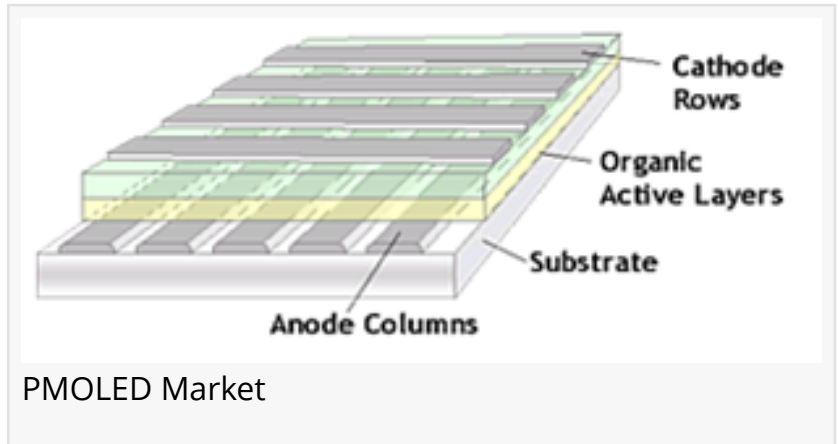 Cathode
Rows
Organic
Active Layers
Substrate
Anode Columns
PMOLED Market